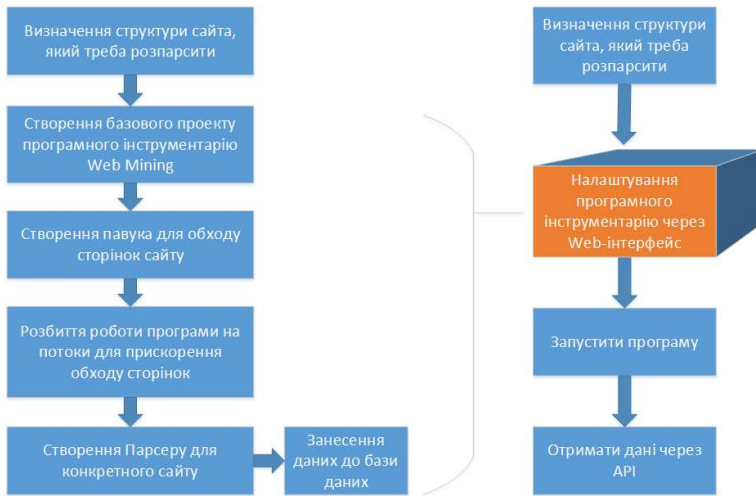 Визначення структури сайта,
який треба розпарсити
Створення базового проекту
програмного інструментарію
Web Mining
Створення павука для обходу
сторінок сайту
Розбиття роботи програми на
потоки для прискорення
обходу сторінок
Створення Парсеру для
конкретного сайту
Занесення
даних до бази
даних
Визначення структури
сайта, який треба
розпарсити
Налаштування
програмного
інструментарію через
Web-інтерфейс
Запустити програму
Отримати дані через
API